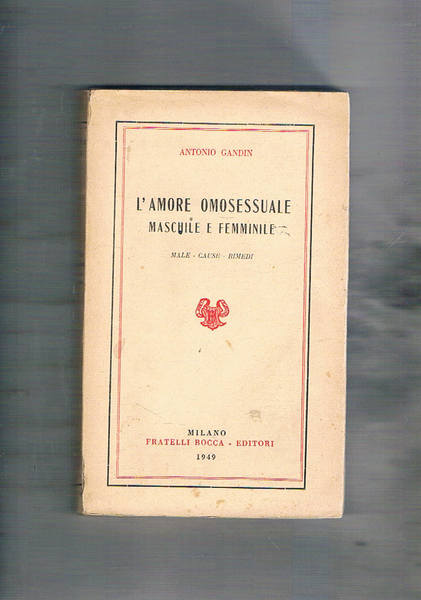 ANTONIO GANDIN
L'AMORE OMOSESSUALE
MASCHILE E FEMMINILE
MALE - CAUSE - RIMEDI
MILANO
FRATELLI BOCCA - EDITORI
1949